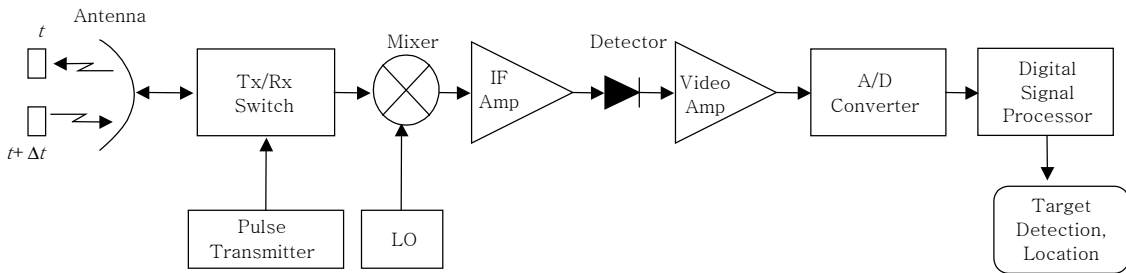 t
Antenna
t+ Δt
Tx/Rx
Switch
Pulse
Transmitter
Mixer
LO
IF
Amp
Detector
Video
Amp
A/D
Converter
Digital
Signal
Processor
Target
Detection,
Location